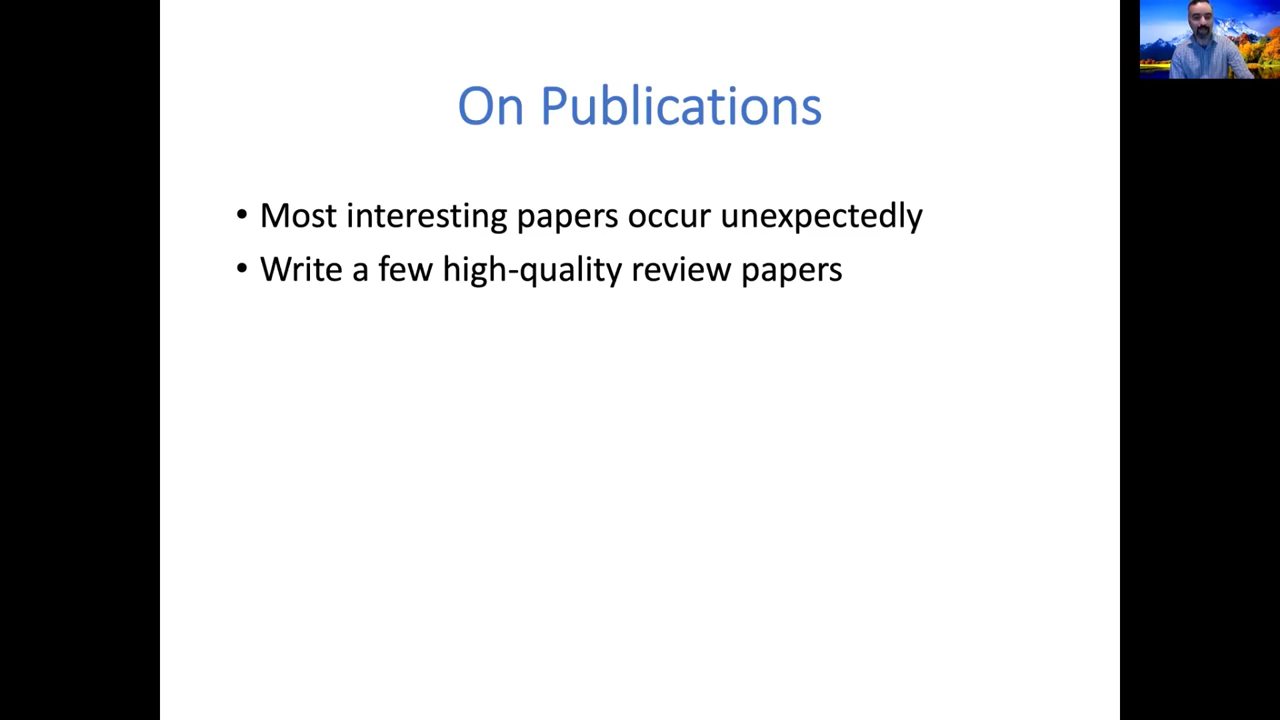 On Publications
• Most interesting papers occur unexpectedly
• Write a few high-quality review papers